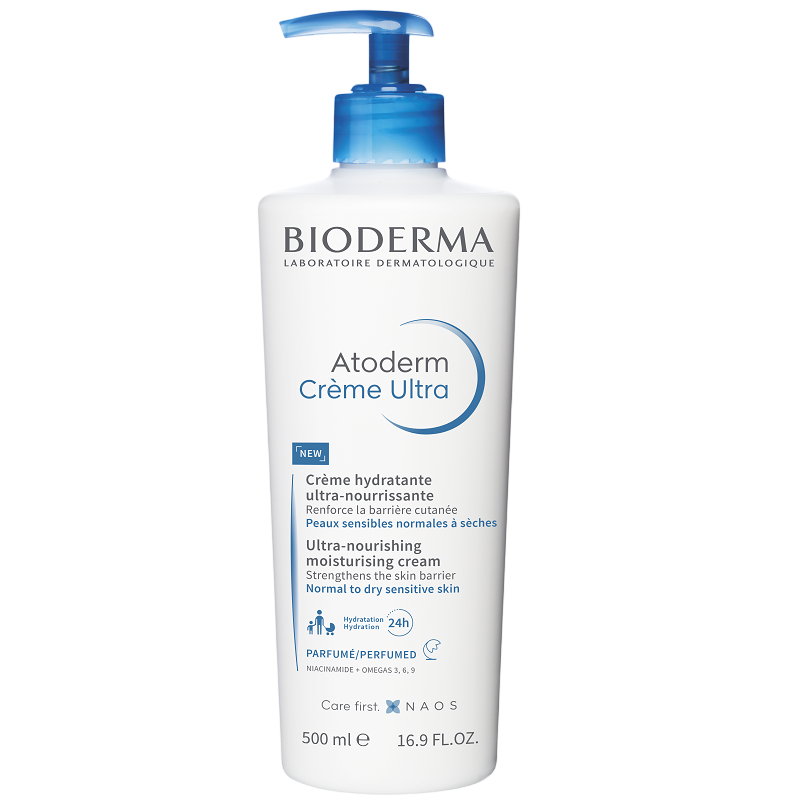 BIODERMA
LABORATOIRE DERMATOLOGIQUE
Atoderm
Crème Ultra
NEW
Crème hydratante
ultra-nourrissante
Renforce la barrière cutanée
Peaux sensibles normales à sèches
Ultra-nourishing
moisturising cream
Strengthens the skin barrier
Normal to dry sensitive skin
Hydratation
Hydration
24h
PARFUMÉ/PERFUMED
NIACINAMIDE + OMEGAS 3, 6, 9
Care first. NAOS
500 ml ℮ 16.9 FL.OZ.